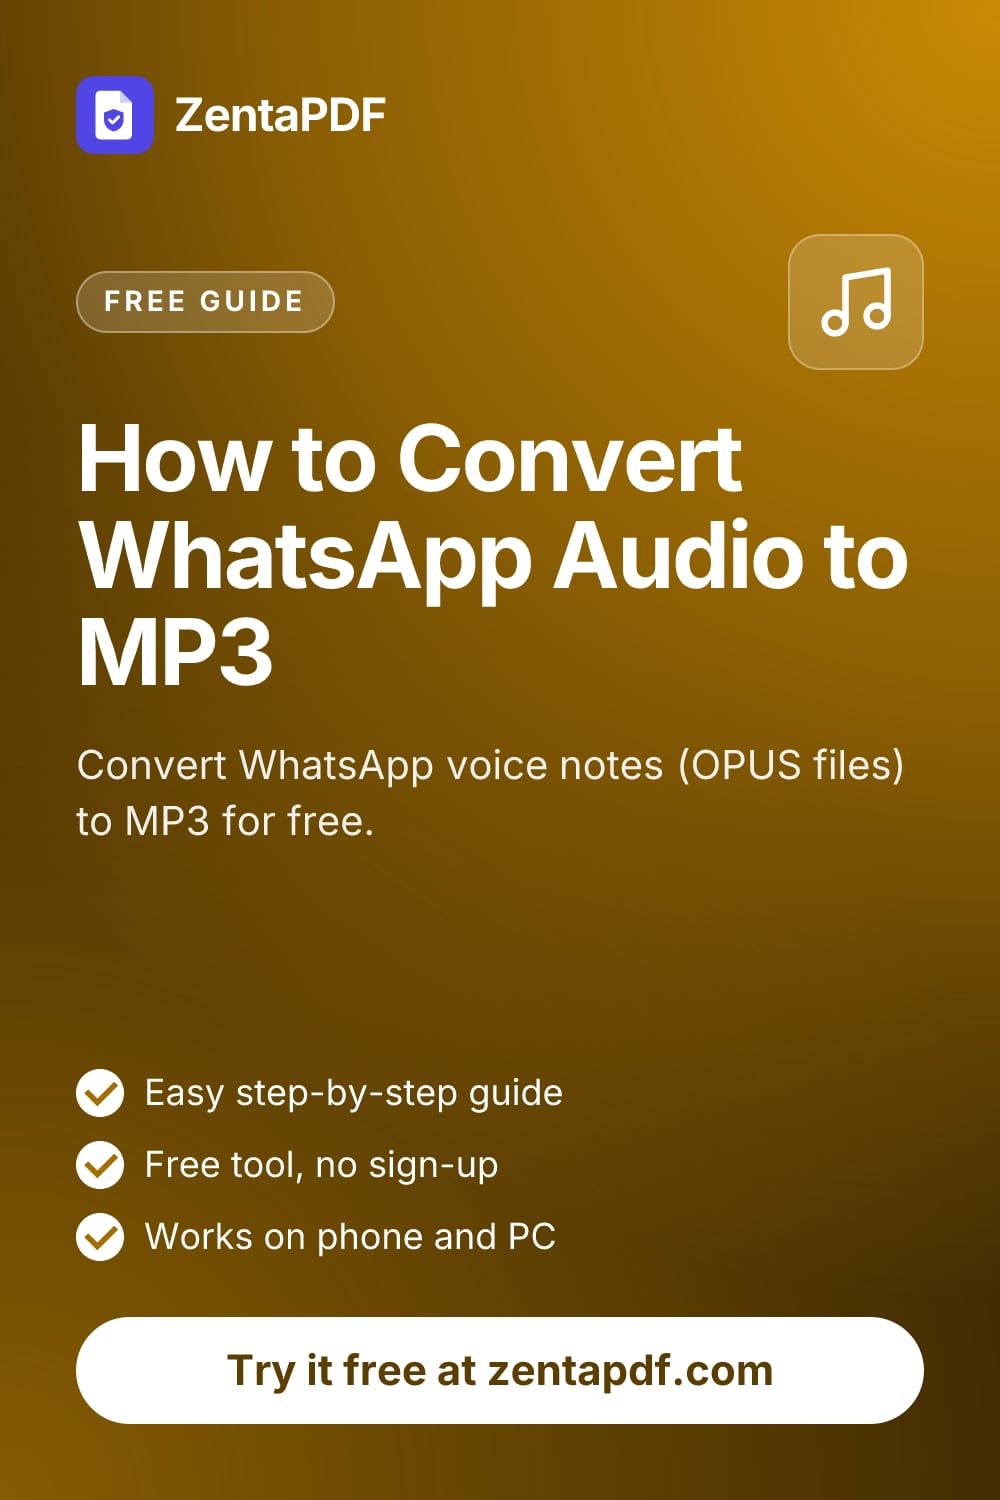 ZentaPDF
FREE GUIDE
How to Convert
WhatsApp Audio to
MP3
Convert WhatsApp voice notes (OPUS files)
to MP3 for free.
Easy step-by-step guide
Free tool, no sign-up
Works on phone and PC
Try it free at zentapdf.com